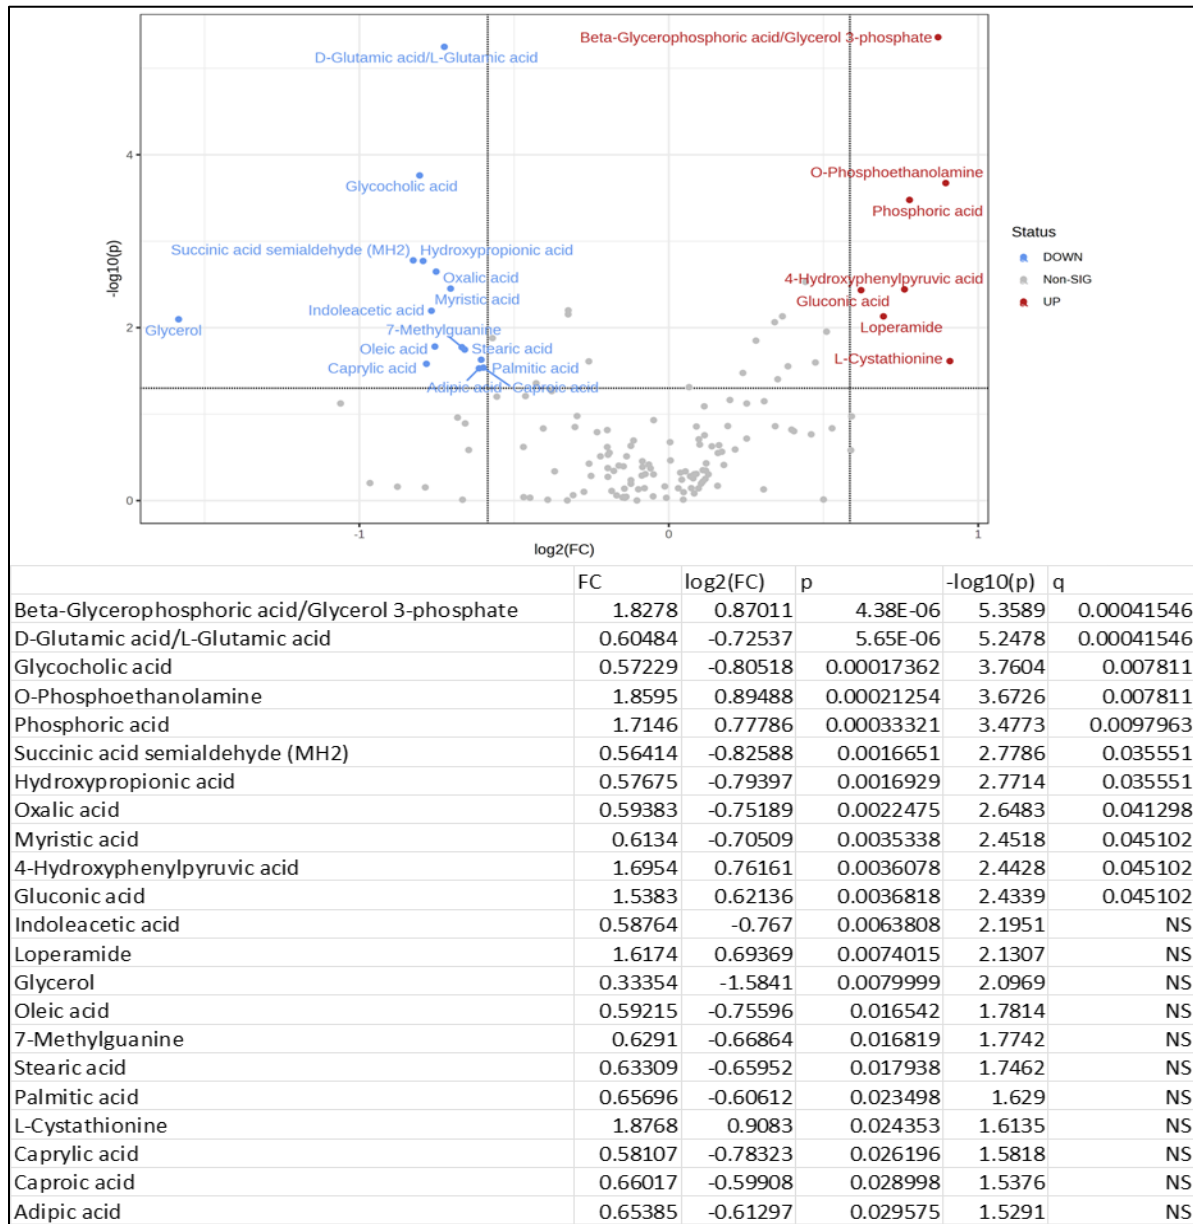 Beta-Glycerophosphoric acid/Glycerol 3-phosphate
D-Glutamic acid/L-Glutamic acid
4
O-Phosphoethanolamine
Glycocholic acid
Phosphoric acid
Status
DOWN
Non-SIG
UP
-log10(p)
Succinic acid semialdehyde (MH2)
Hydroxypropionic acid
Oxalic acid
4-Hydroxyphenylpyruvic acid
Myristic acid
Gluconic acid
Indoleacetic acid
2
Glycerol
7-Methylguanine
Loperamide
Oleic acid
Stearic acid
L-Cystathionine
Caprylic acid
Palmitic acid
Adipic acid
Caproic acid
0
-1
0
1
log2(FC)
FC log2(FC) p -log10(p) q
Beta-Glycerophosphoric acid/Glycerol 3-phosphate 1.8278 0.87011 4.38E-06 5.3589 0.00041546
D-Glutamic acid/L-Glutamic acid 0.60484 -0.72537 5.65E-06 5.2478 0.00041546
Glycocholic acid 0.57229 -0.80518 0.00017362 3.7604 0.007811
O-Phosphoethanolamine 1.8595 0.89488 0.00021254 3.6726 0.007811
Phosphoric acid 1.7146 0.77786 0.00033321 3.4773 0.0097963
Succinic acid semialdehyde (MH2) 0.56414 -0.82588 0.0016651 2.7786 0.035551
Hydroxypropionic acid 0.57675 -0.79397 0.0016929 2.7714 0.035551
Oxalic acid 0.59383 -0.75189 0.0022475 2.6483 0.041298
Myristic acid 0.6134 -0.70509 0.0035338 2.4518 0.045102
4-Hydroxyphenylpyruvic acid 1.6954 0.76161 0.0036078 2.4428 0.045102
Gluconic acid 1.5383 0.62136 0.0036818 2.4339 0.045102
Indoleacetic acid 0.58764 -0.767 0.0063808 2.1951 NS
Loperamide 1.6174 0.69369 0.0074015 2.1307 NS
Glycerol 0.33354 -1.5841 0.0079999 2.0969 NS
Oleic acid 0.59215 -0.75596 0.016542 1.7814 NS
7-Methylguanine 0.6291 -0.66864 0.016819 1.7742 NS
Stearic acid 0.63309 -0.65952 0.017938 1.7462 NS
Palmitic acid 0.65696 -0.60612 0.023498 1.629 NS
L-Cystathionine 1.8768 0.9083 0.024353 1.6135 NS
Caprylic acid 0.58107 -0.78323 0.026196 1.5818 NS
Caproic acid 0.66017 -0.59908 0.028998 1.5376 NS
Adipic acid 0.65385 -0.61297 0.029575 1.5291 NS